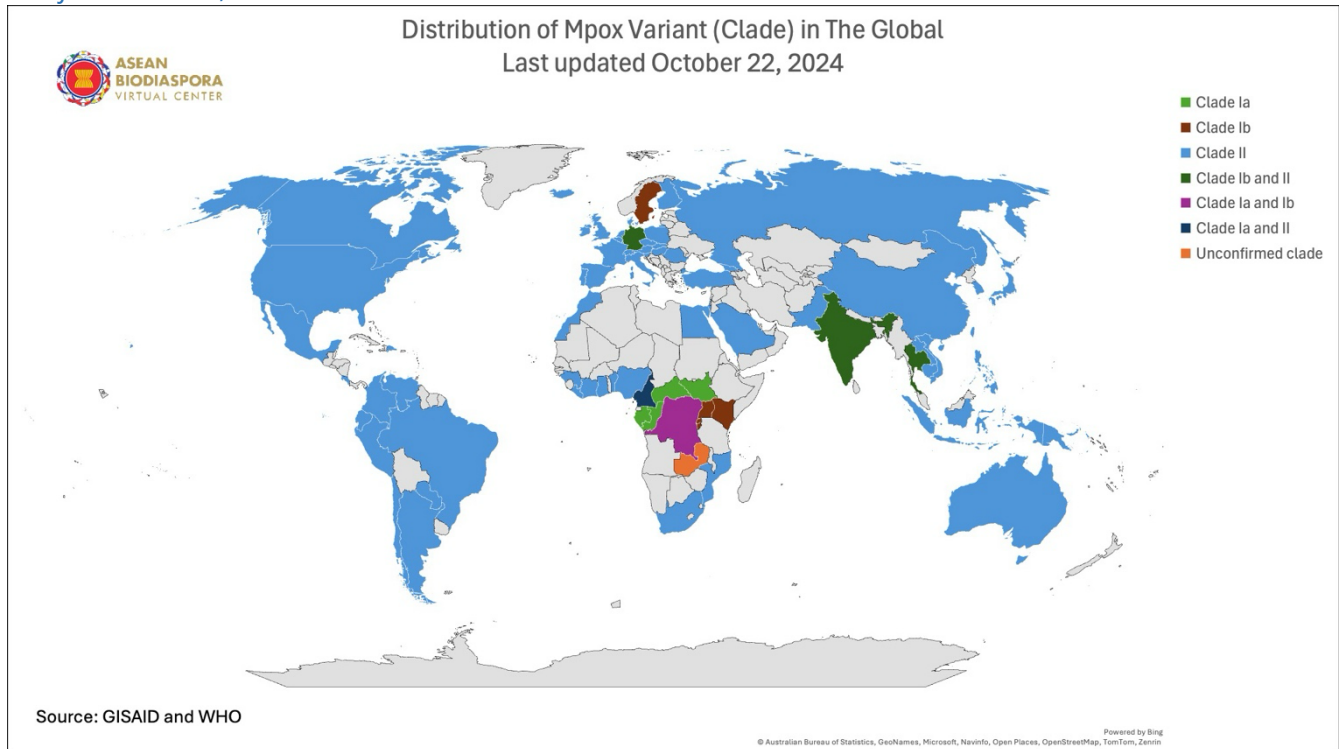 Distribution of Mpox Variant (Clade) in The Global
Last updated October 22, 2024
ASEAN
BIODIASPORA
VIRTUAL CENTER
Clade Ia
Clade Ib
Clade II
Clade Ib and II
Clade Ia and Ib
Clade Ia and II
Unconfirmed clade
Source: GISAID and WHO
Powered by Bing
© Australian Bureau of Statistics, GeoNames, Microsoft, Navinfo, Open Places, OpenStreetMap, TomTom, Zenrin